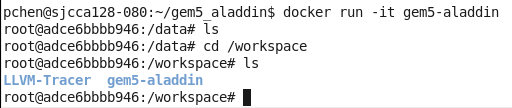 pchen@sjcca128-080:~/gem5_aladdin$ docker run -it gem5-aladdin
root@adce6bbbb946:/data# ls
root@adce6bbbb946:/data# cd /workspace
root@adce6bbbb946:/workspace# ls
LLVM-Tracer  gem5-aladdin
root@adce6bbbb946:/workspace#